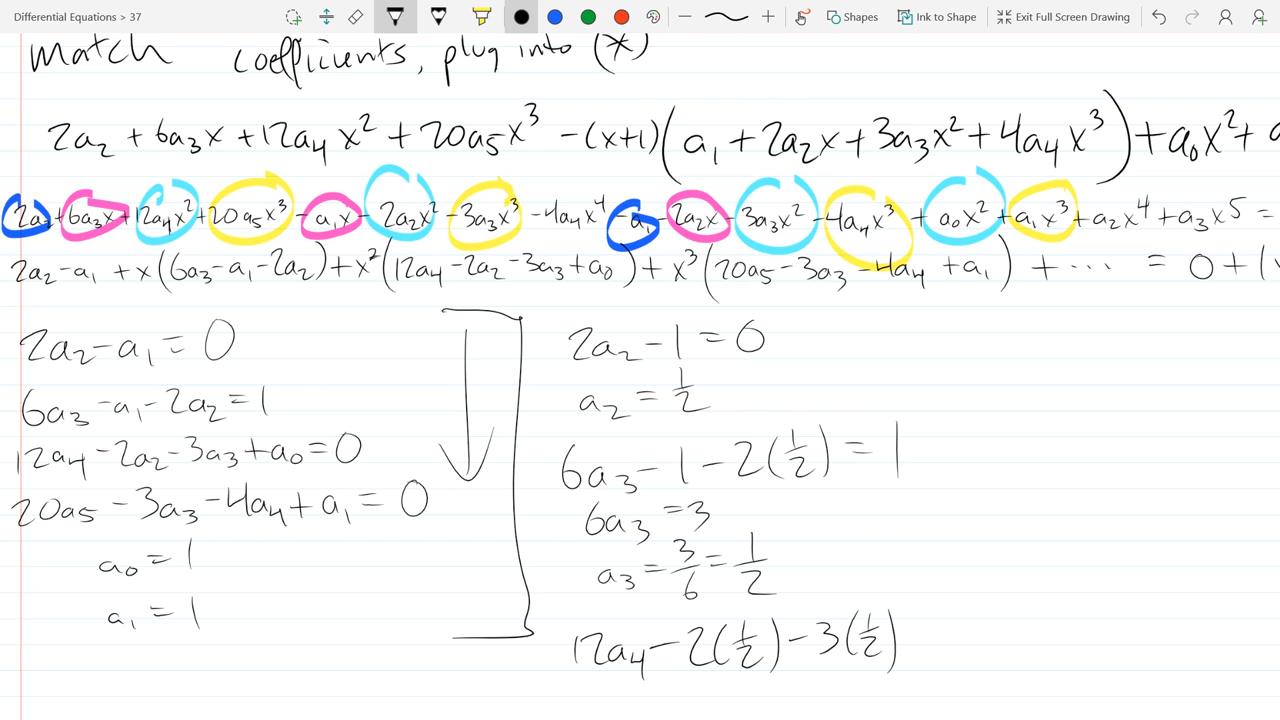 Differential Equations > 37
Shapes
Ink to Shape
Exit Full Screen Drawing
match coefficients, plug into (*)
2a₂ + 6a₃x + 12a₄x² + 20a₅x³ - (x+1)(a₁ + 2a₂x + 3a₃x² + 4a₄x³) + a₀x² +
2a₂ + 6a₃x + 12a₄x² + 20a₅x³ - a₁x - 2a₂x² - 3a₃x³ - 4a₄x⁴ - a₁ - 2a₂x - 3a₃x² - 4a₄x³ + a₀x² + a₁x³ + a₂x⁴ + a₃x⁵ =
2a₂ - a₁ + x(6a₃ - a₁ - 2a₂) + x²(12a₄ - 2a₂ - 3a₃ + a₀) + x³(20a₅ - 3a₃ - 4a₄ + a₁) + ... = 0 +
2a₂ - a₁ = 0
6a₃ - a₁ - 2a₂ = 1
12a₄ - 2a₂ - 3a₃ + a₀ = 0
20a₅ - 3a₃ - 4a₄ + a₁ = 0
a₀ = 1
a₁ = 1
2a₂ - 1 = 0
a₂ = 1/2
6a₃ - 1 - 2(1/2) = 1
6a₃ = 3
a₃ = 3/6 = 1/2
12a₄ - 2(1/2) - 3(1/2)